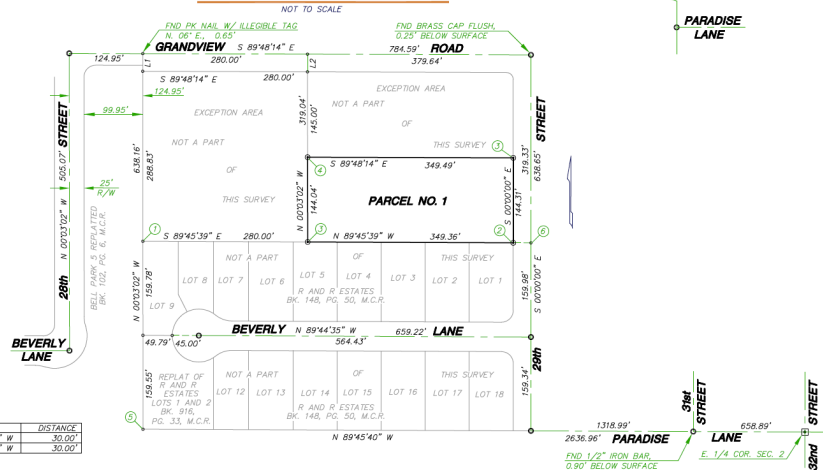 NOT TO SCALE
FND PK NAIL W/ ILLEGIBLE TAG
N. 06° E., 0.65'
FND BRASS CAP FLUSH,
0.25' BELOW SURFACE
PARADISE
LANE
GRANDVIEW S 89°48'14" E 784.59' ROAD
124.95' L1 280.00' L2 379.64'
S 89°48'14" E 280.00'
124.95'
99.95'
EXCEPTION AREA
NOT A PART
OF
THIS SURVEY
EXCEPTION AREA
NOT A PART
OF
THIS SURVEY
28th STREET
N 00°03'02" W 505.07'
25'
R/W
BELL PARK 5 REPLATTED
BK. 102, PG. 6, M.C.R.
638.16'
288.83'
319.04'
145.00'
STREET
319.33'
638.65'
4
S 89°48'14" E 349.49'
3
N 00°03'02" W
144.04'
PARCEL NO. 1
S 00°00'00" E
144.31'
1
S 89°45'39" E 280.00'
3
N 89°45'39" W 349.36'
2
6
N 00°03'02" W
159.78'
NOT A PART
OF
THIS SURVEY
LOT 9
LOT 8
LOT 7
LOT 6
LOT 5
LOT 4
LOT 3
LOT 2
LOT 1
R AND R ESTATES
BK. 148, PG. 50, M.C.R.
159.98'
S 00°00'00" E
BEVERLY
LANE
BEVERLY N 89°44'35" W 659.22' LANE
49.79' 45.00' 564.43'
29th
159.55'
159.34'
REPLAT OF
R AND R
ESTATES
LOTS 1 AND 2
BK. 916,
PG. 33, M.C.R.
NOT A PART
OF
THIS SURVEY
LOT 12
LOT 13
LOT 14
LOT 15
LOT 16
LOT 17
LOT 18
R AND R ESTATES
BK. 148, PG. 50, M.C.R.
5
N 89°45'40" W
31st
STREET
32nd
STREET
1318.99'
658.89'
2636.96' PARADISE LANE
FND 1/2" IRON BAR,
0.90' BELOW SURFACE
E. 1/4 COR. SEC. 2
DISTANCE
" W 30.00'
" W 30.00'